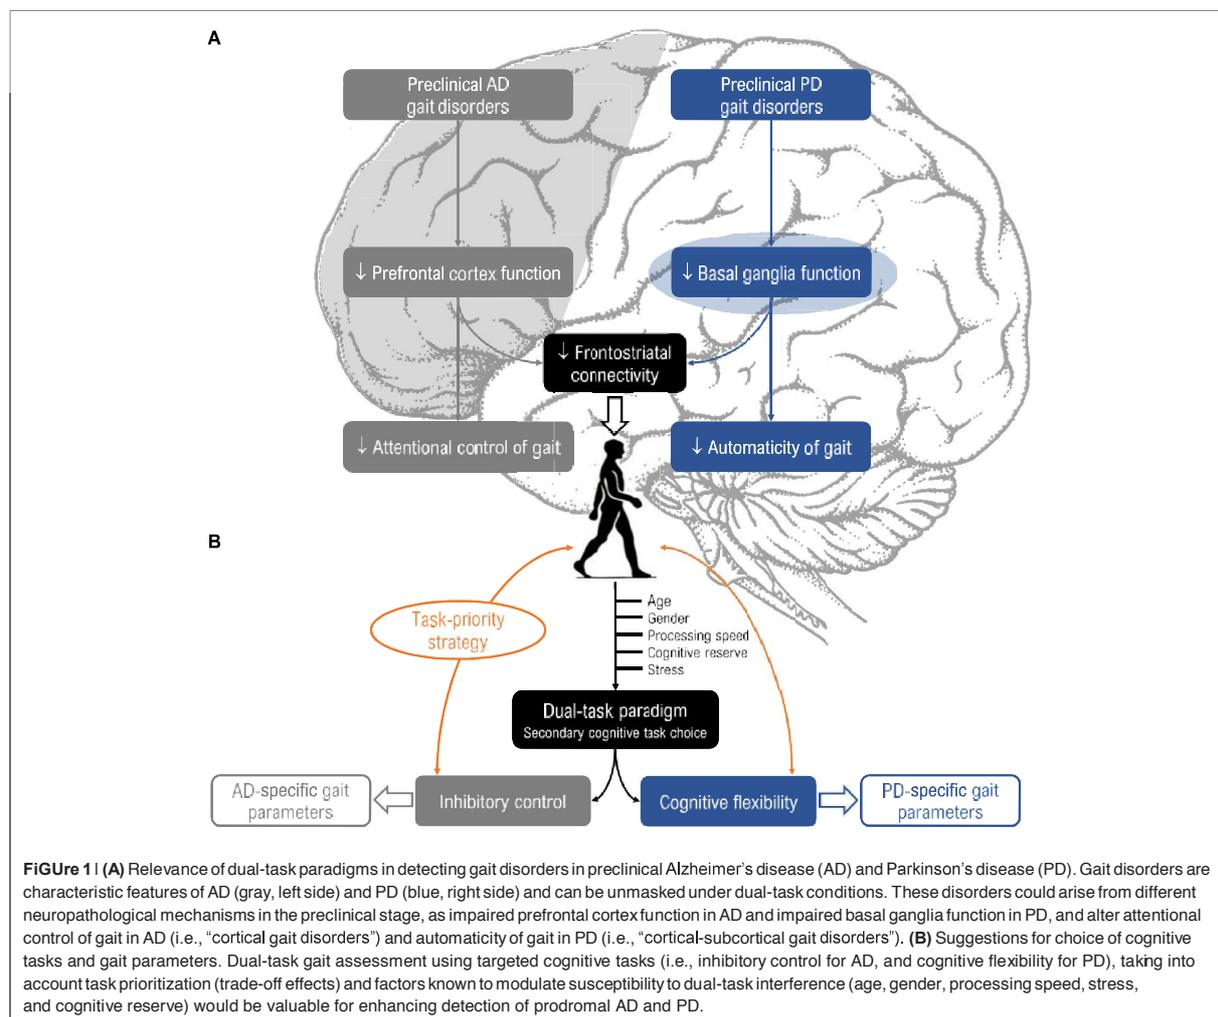 A
Preclinical AD
gait disorders
Preclinical PD
gait disorders
↓ Prefrontal cortex function
↓ Basal ganglia function
↓ Frontostriatal
connectivity
↓ Attentional control of gait
↓ Automaticity of gait
B
Task-priority
strategy
Age
Gender
Processing speed
Cognitive reserve
Stress
Dual-task paradigm
Secondary cognitive task choice
AD-specific gait
parameters
Inhibitory control
Cognitive flexibility
PD-specific gait
parameters
FiGUre 1 | (A) Relevance of dual-task paradigms in detecting gait disorders in preclinical Alzheimer's disease (AD) and Parkinson's disease (PD). Gait disorders are
characteristic features of AD (gray, left side) and PD (blue, right side) and can be unmasked under dual-task conditions. These disorders could arise from different
neuropathological mechanisms in the preclinical stage, as impaired prefrontal cortex function in AD and impaired basal ganglia function in PD, and alter attentional
control of gait in AD (i.e., "cortical gait disorders") and automaticity of gait in PD (i.e., "cortical-subcortical gait disorders"). (B) Suggestions for choice of cognitive
tasks and gait parameters. Dual-task gait assessment using targeted cognitive tasks (i.e., inhibitory control for AD, and cognitive flexibility for PD), taking into
account task prioritization (trade-off effects) and factors known to modulate susceptibility to dual-task interference (age, gender, processing speed, stress,
and cognitive reserve) would be valuable for enhancing detection of prodromal AD and PD.